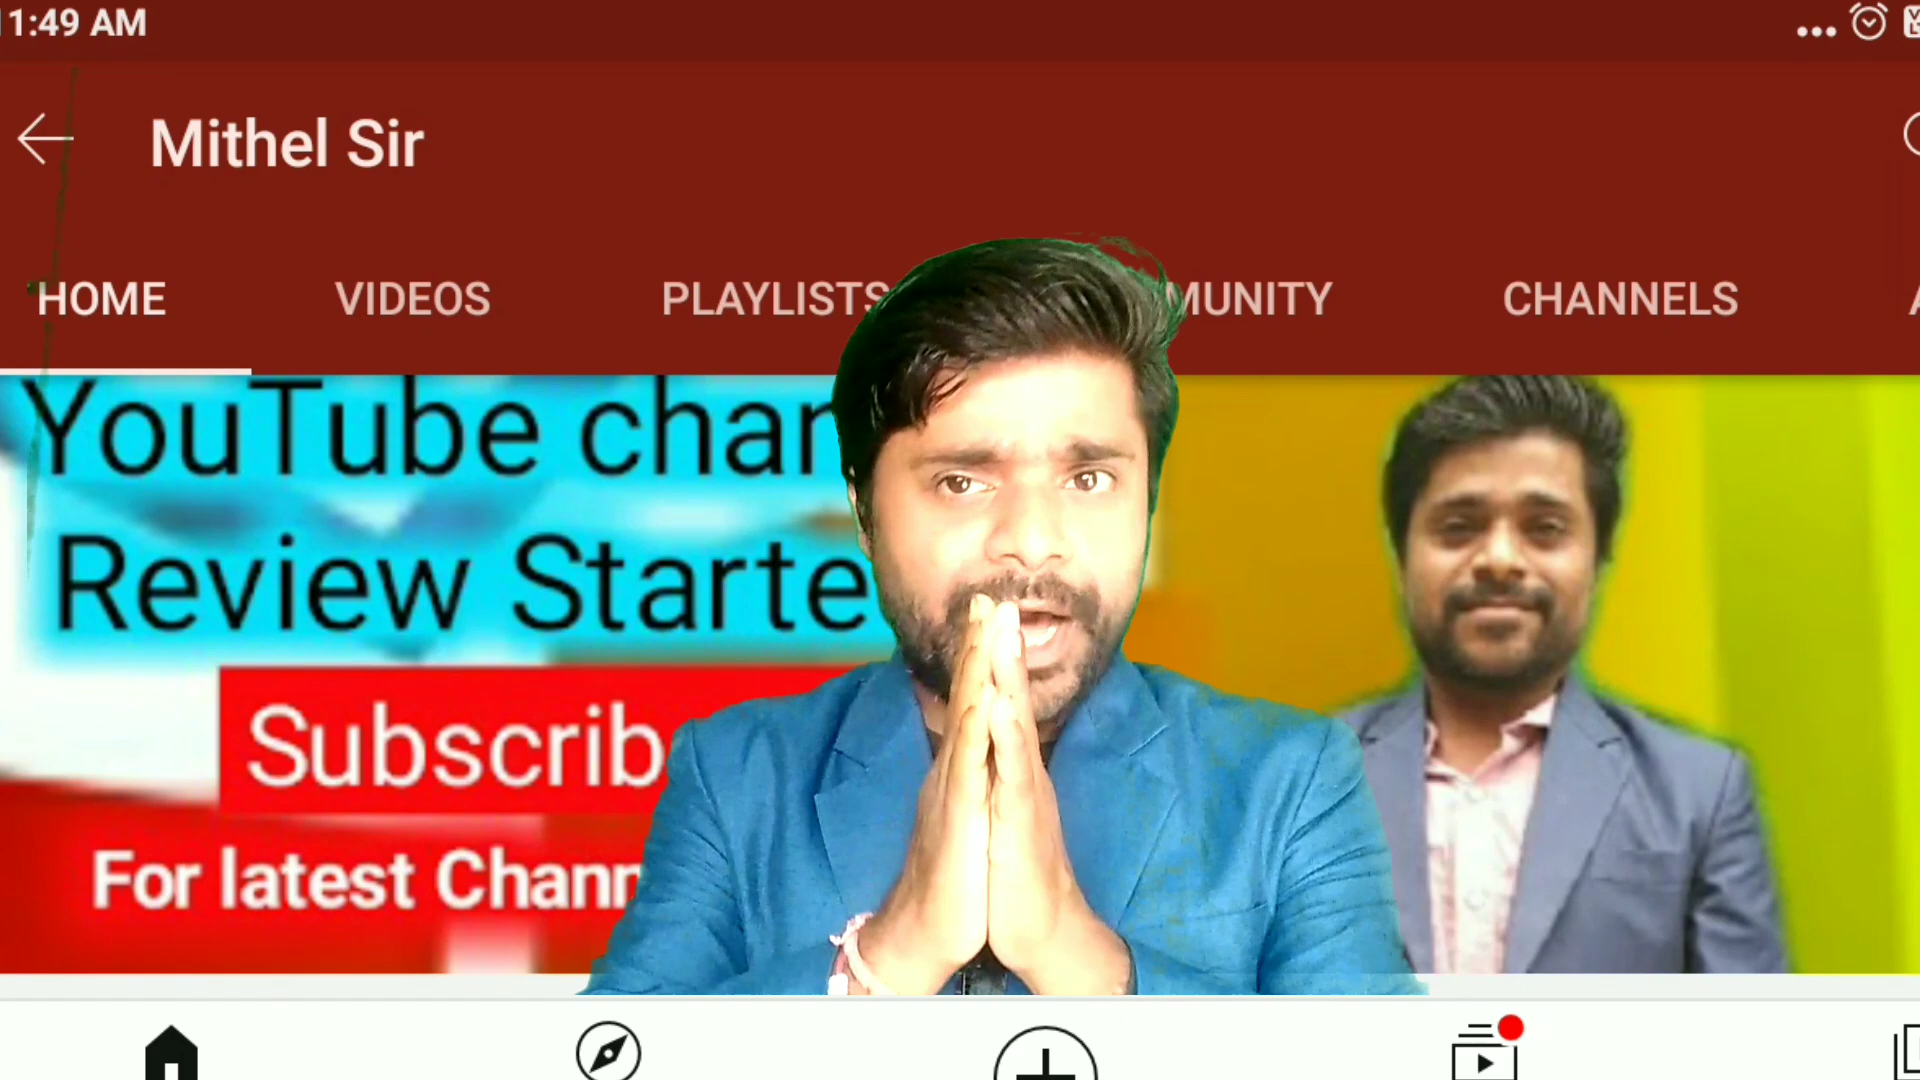 1:49 AM
Mithel Sir
HOME VIDEOS PLAYLISTS MUNITY CHANNELS
YouTube chan
Review Starte
Subscrib
For latest Chann